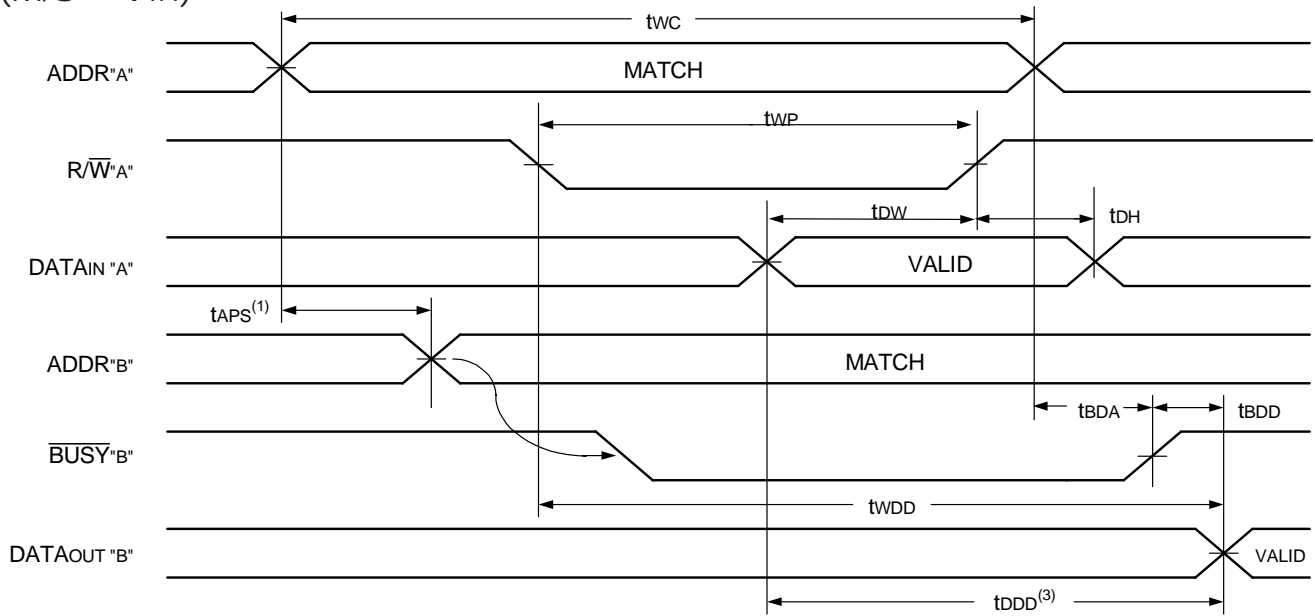 tWC
ADDR"A"
MATCH
tWP
R/W̅"A"
tDW
tDH
DATAIN "A"
VALID
tAPS(1)
ADDR"B"
MATCH
tBDA
tBDD
B̅U̅S̅Y̅"B"
tWDD
DATAOUT "B"
VALID
tDDD(3)